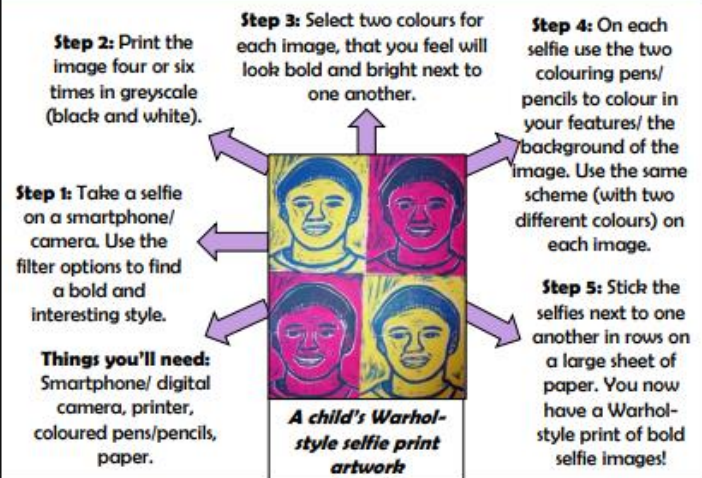 Things you'll need:
Smartphone/ digital
camera, printer,
coloured pens/pencils,
paper.
Step 1: Take a selfie
on a smartphone/
camera. Use the
filter options to find
a bold and
interesting style.
Step 2: Print the
image four or six
times in greyscale
(black and white).
Step 3: Select two colours for
each image, that you feel will
look bold and bright next to
one another.
Step 4: On each
selfie use the two
colouring pens/
pencils to colour in
your features/ the
background of the
image. Use the same
scheme (with two
different colours) on
each image.
Step 5: Stick the
selfies next to one
another in rows on
a large sheet of
paper. You now
have a Warhol-
style print of bold
selfie images!
A child's Warhol-
style selfie print
artwork